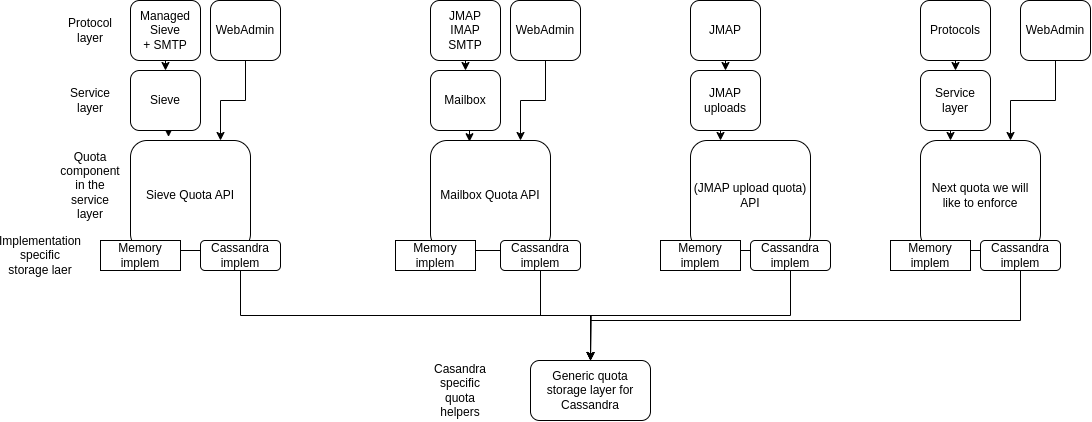 Protocol
layer
Managed
Sieve
+ SMTP
WebAdmin
JMAP
IMAP
SMTP
WebAdmin
JMAP
Protocols
WebAdmin
Service
layer
Sieve
Mailbox
JMAP
uploads
Service
layer
Quota
component
in the
service
layer
Sieve Quota API
Mailbox Quota API
(JMAP upload quota)
API
Next quota we will
like to enforce
Implementation
specific
storage laer
Memory
implem
Cassandra
implem
Memory
implem
Cassandra
implem
Memory
implem
Cassandra
implem
Memory
implem
Cassandra
implem
Casandra
specific
quota
helpers
Generic quota
storage layer for
Cassandra